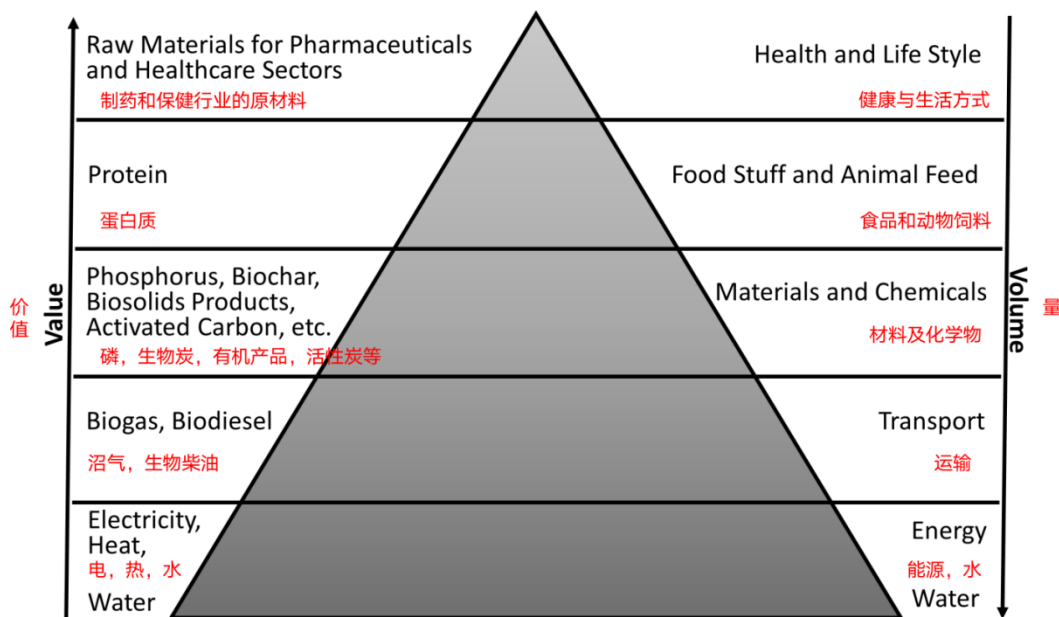 Raw Materials for Pharmaceuticals
and Healthcare Sectors
制药和保健行业的原材料
Health and Life Style
健康与生活方式
Protein
蛋白质
Food Stuff and Animal Feed
食品和动物饲料
Phosphorus, Biochar,
Biosolids Products,
Activated Carbon, etc.
磷，生物炭，有机产品，活性炭等
Materials and Chemicals
材料及化学物
价值
Value
Volume
量
Biogas, Biodiesel
沼气，生物柴油
Transport
运输
Electricity,
Heat,
电，热，水
Water
Energy
能源，水
Water